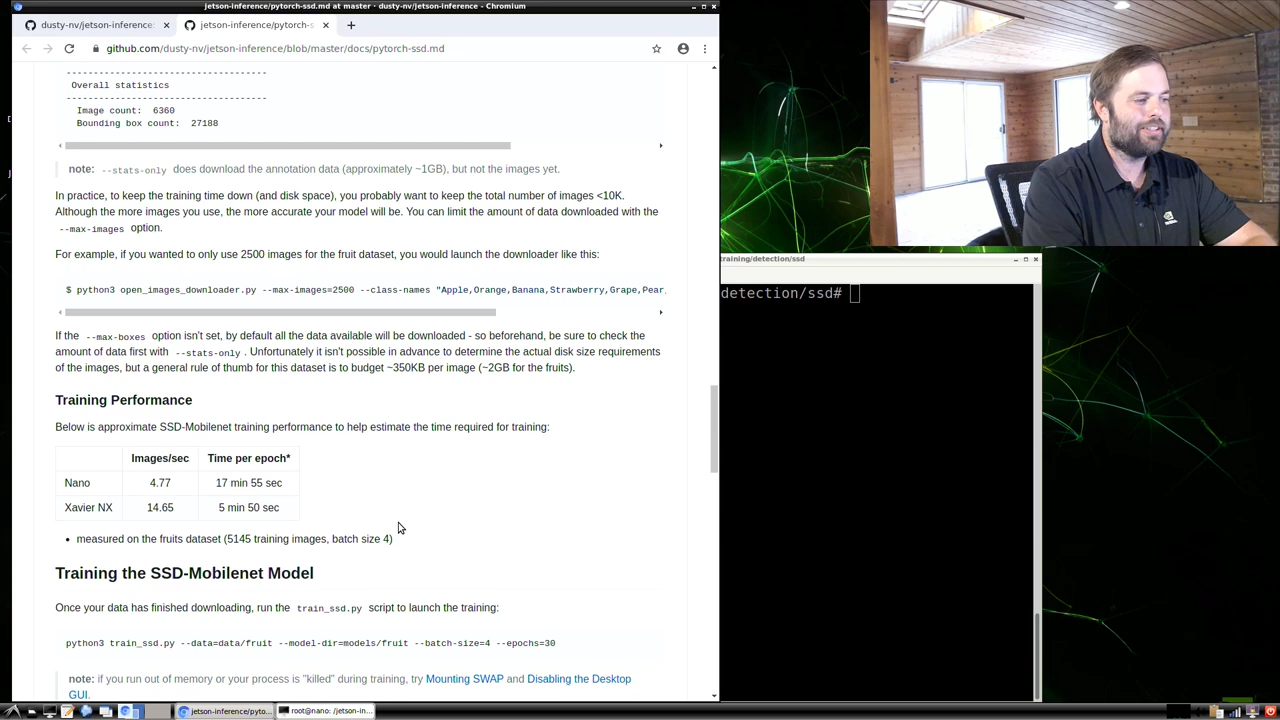 jetson-inference/pytorch-ssd.md at master · dusty-nv/jetson-inference - Chromium
dusty-nv/jetson-inference
jetson-inference/pytorch-ssd.m
github.com/dusty-nv/jetson-inference/blob/master/docs/pytorch-ssd.md
-------------------------------------
Overall statistics
-------------------------------------
Image count: 6360
Bounding box count: 27188
note: --stats-only does download the annotation data (approximately ~1GB), but not the images yet.
In practice, to keep the training time down (and disk space), you probably want to keep the total number of images <10K.
Although the more images you use, the more accurate your model will be. You can limit the amount of data downloaded with the
--max-images option.
For example, if you wanted to only use 2500 images for the fruit dataset, you would launch the downloader like this:
$ python3 open_images_downloader.py --max-images=2500 --class-names "Apple,Orange,Banana,Strawberry,Grape,Pear,
If the --max-boxes option isn't set, by default all the data available will be downloaded - so beforehand, be sure to check the
amount of data first with --stats-only. Unfortunately it isn't possible in advance to determine the actual disk size requirements
of the images, but a general rule of thumb for this dataset is to budget ~350KB per image (~2GB for the fruits).
Training Performance
Below is approximate SSD-Mobilenet training performance to help estimate the time required for training:
Images/sec Time per epoch*
Nano 4.77 17 min 55 sec
Xavier NX 14.65 5 min 50 sec
• measured on the fruits dataset (5145 training images, batch size 4)
Training the SSD-Mobilenet Model
Once your data has finished downloading, run the train_ssd.py script to launch the training:
python3 train_ssd.py --data=data/fruit --model-dir=models/fruit --batch-size=4 --epochs=30
note: if you run out of memory or your process is "killed" during training, try Mounting SWAP and Disabling the Desktop
GUI.
training/detection/ssd
detection/ssd#
jetson-inference/pyto...
root@nano: /jetson-in...